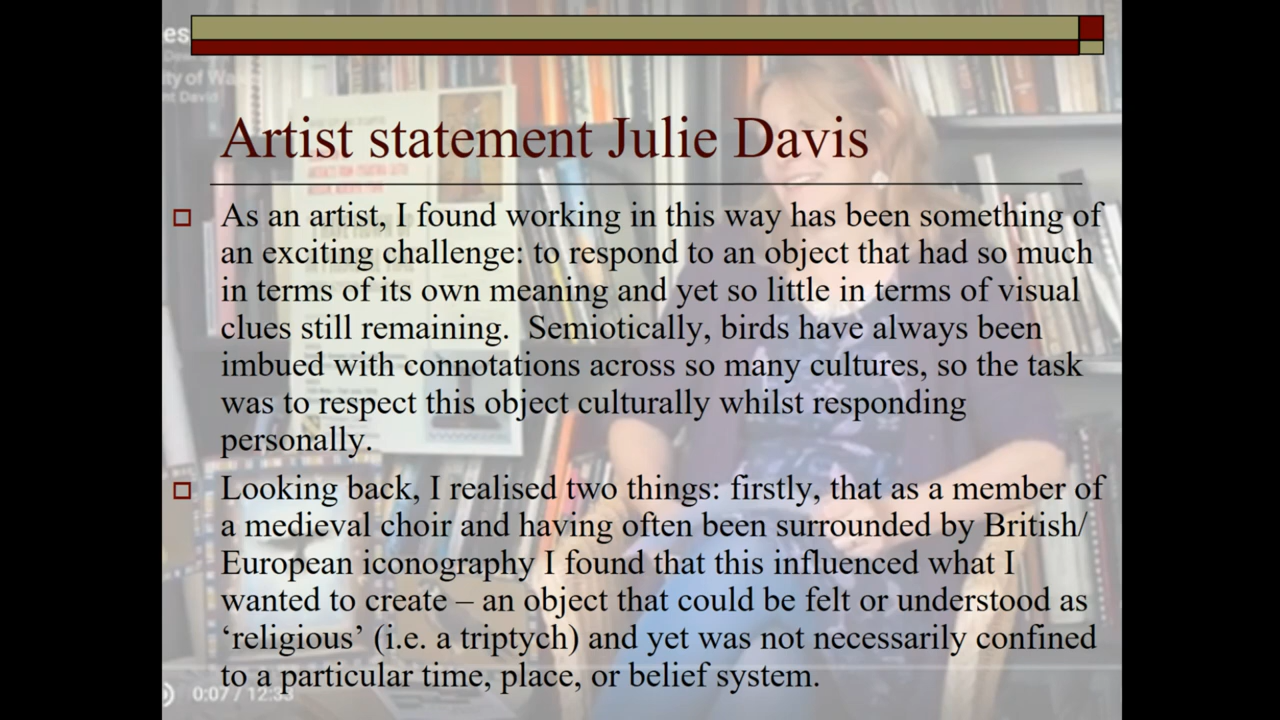 es
ity of Wales
nt David
Artist statement Julie Davis
As an artist, I found working in this way has been something of
an exciting challenge: to respond to an object that had so much
in terms of its own meaning and yet so little in terms of visual
clues still remaining.  Semiotically, birds have always been
imbued with connotations across so many cultures, so the task
was to respect this object culturally whilst responding
personally.
Looking back, I realised two things: firstly, that as a member of
a medieval choir and having often been surrounded by British/
European iconography I found that this influenced what I
wanted to create – an object that could be felt or understood as
‘religious’ (i.e. a triptych) and yet was not necessarily confined
to a particular time, place, or belief system.
0:07 / 12:33